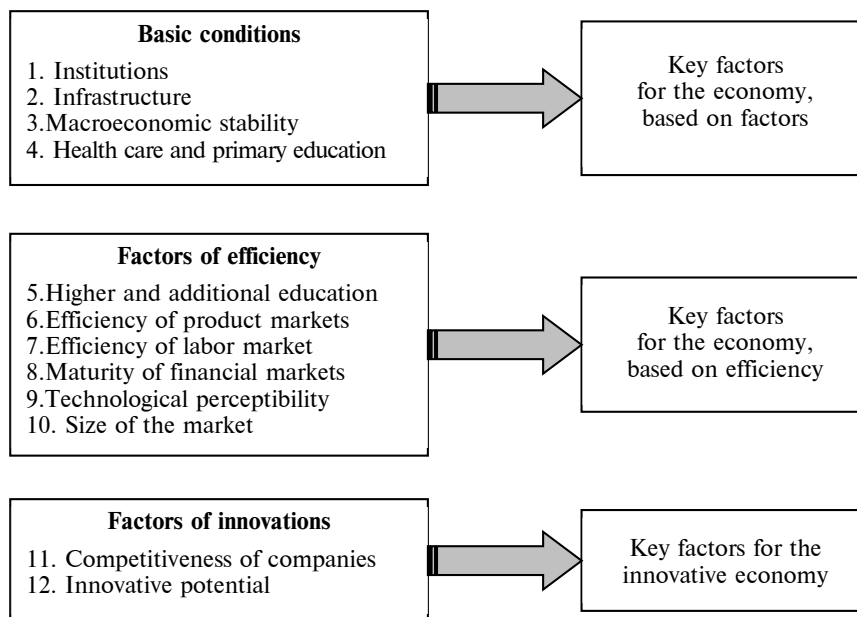 Basic conditions
1. Institutions
2. Infrastructure
3.Macroeconomic stability
4. Health care and primary education
Key factors
for the economy,
based on factors
Factors of efficiency
5.Higher and additional education
6.Efficiency of product markets
7.Efficiency of labor market
8.Maturity of financial markets
9.Technological perceptibility
10. Size of the market
Key factors
for the economy,
based on efficiency
Factors of innovations
11. Competitiveness of companies
12. Innovative potential
Key factors for the
innovative economy